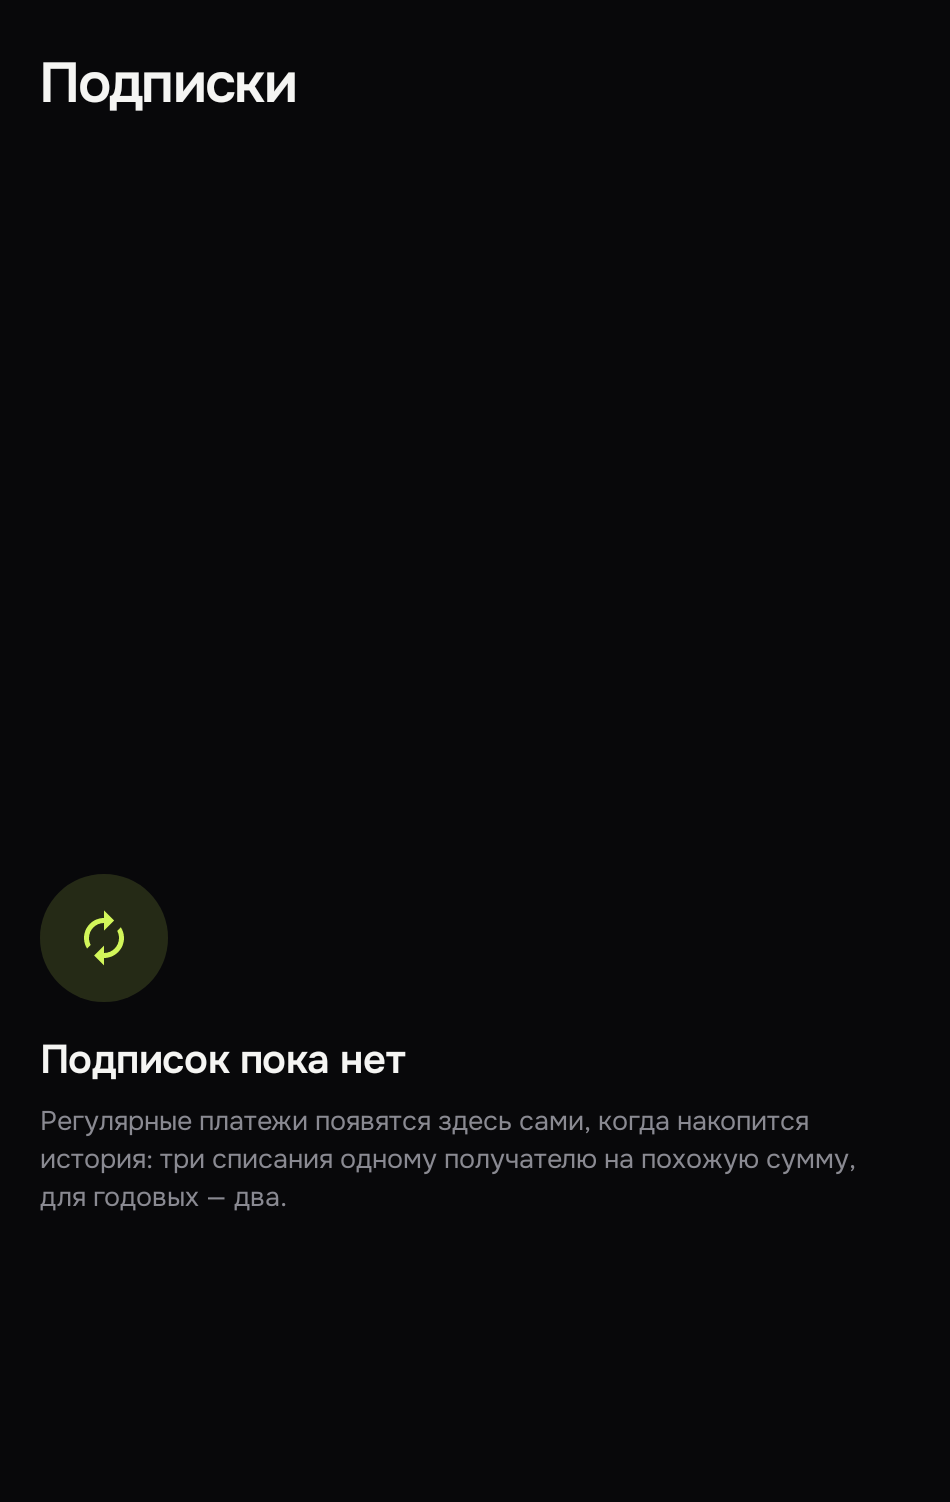 Подписки
Подписок пока нет
Регулярные платежи появятся здесь сами, когда накопится
история: три списания одному получателю на похожую сумму,
для годовых — два.